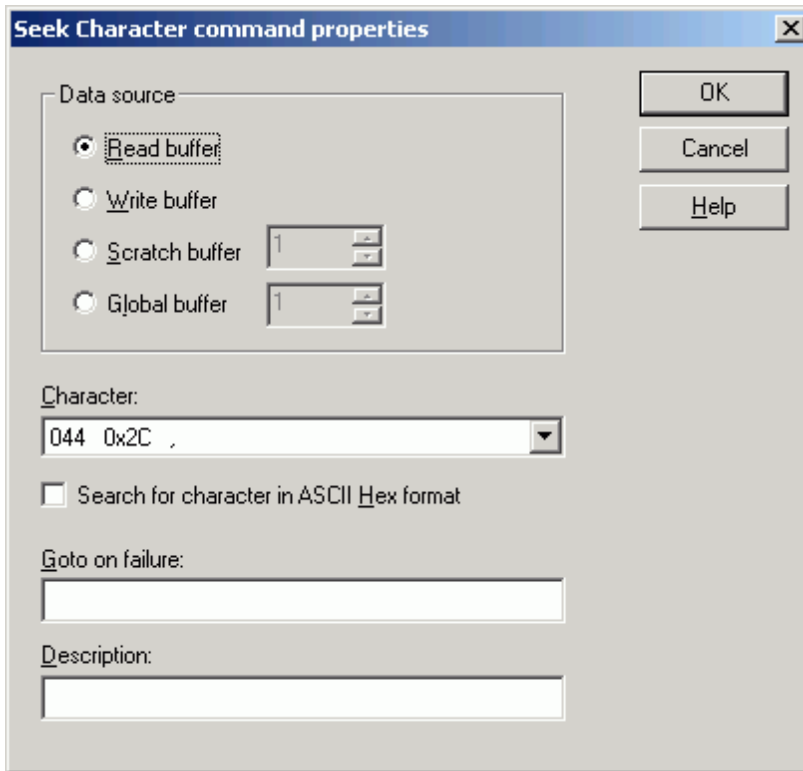 Seek Character command properties
Data source
OK
Read buffer
Cancel
Write buffer
Help
Scratch buffer 1
Global buffer 1
Character:
044 0x2C ,
Search for character in ASCII Hex format
Goto on failure:
Description: